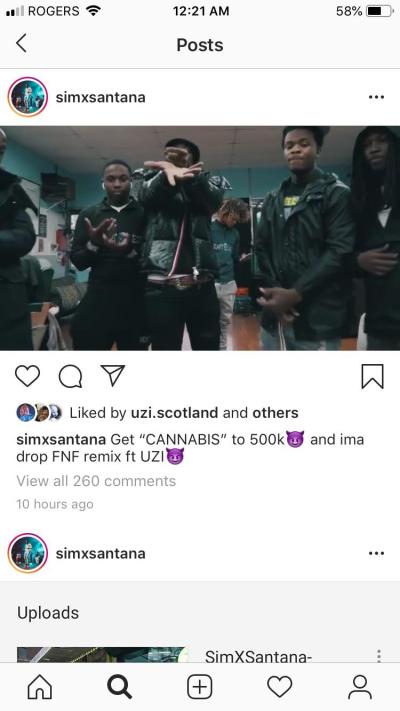 ROGERS 12:21 AM 58%
Posts
simxsantana
Liked by uzi.scotland and others
simxsantana Get “CANNABIS” to 500k😈 and ima
drop FNF remix ft UZI😈
View all 260 comments
10 hours ago
simxsantana
Uploads
SimXSantana-